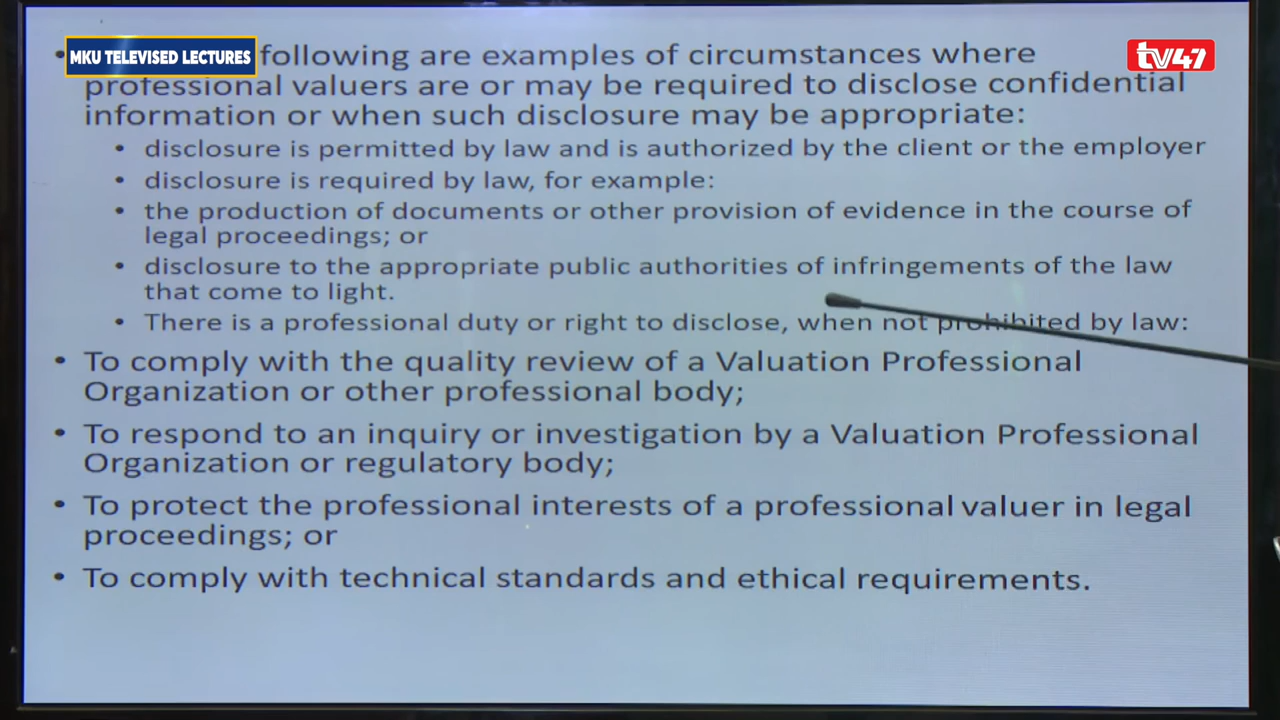 MKU TELEVISED LECTURES
tv47
• following are examples of circumstances where
professional valuers are or may be required to disclose confidential
information or when such disclosure may be appropriate:
• disclosure is permitted by law and is authorized by the client or the employer
• disclosure is required by law, for example:
• the production of documents or other provision of evidence in the course of
legal proceedings; or
• disclosure to the appropriate public authorities of infringements of the law
that come to light.
• There is a professional duty or right to disclose, when not prohibited by law:
• To comply with the quality review of a Valuation Professional
Organization or other professional body;
• To respond to an inquiry or investigation by a Valuation Professional
Organization or regulatory body;
• To protect the professional interests of a professional valuer in legal
proceedings; or
• To comply with technical standards and ethical requirements.